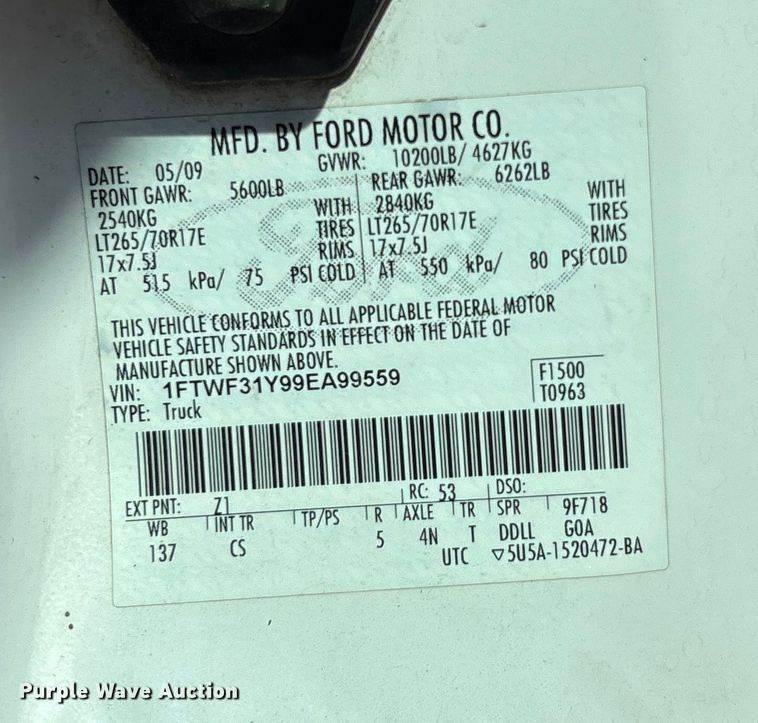 MFD. BY FORD MOTOR CO.
DATE: 05/09 GVWR: 10200LB/ 4627KG
FRONT GAWR: 5600LB REAR GAWR: 6262LB
2540KG WITH 2840KG WITH
LT265/70R17E TIRES LT265/70R17E TIRES
17x7.5J RIMS 17x7.5J RIMS
AT 515 kPa/ 75 PSI COLD AT 550 kPa/ 80 PSI COLD
THIS VEHICLE CONFORMS TO ALL APPLICABLE FEDERAL MOTOR
VEHICLE SAFETY STANDARDS IN EFFECT ON THE DATE OF
MANUFACTURE SHOWN ABOVE.
VIN: 1FTWF31Y99EA99559 F1500
TYPE: Truck T0963
EXT PNT: Z1 RC: 53 DSO:
WB INT TR TP/PS R AXLE TR SPR 9F718
137 CS 5 4N T DDLL GOA
UTC ▽5U5A-1520472-BA
Purple Wave Auction